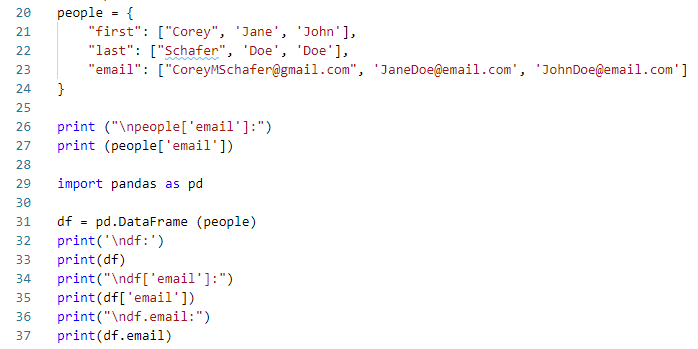 20 people = {
21     "first": ["Corey", 'Jane', 'John'],
22     "last": ["Schafer", 'Doe', 'Doe'],
23     "email": ["CoreyMSchafer@gmail.com", 'JaneDoe@email.com', 'JohnDoe@email.com']
24 }
25
26 print ("\npeople['email']:")
27 print (people['email'])
28
29 import pandas as pd
30
31 df = pd.DataFrame (people)
32 print('\ndf:')
33 print(df)
34 print("\ndf['email']:")
35 print(df['email'])
36 print("\ndf.email:")
37 print(df.email)